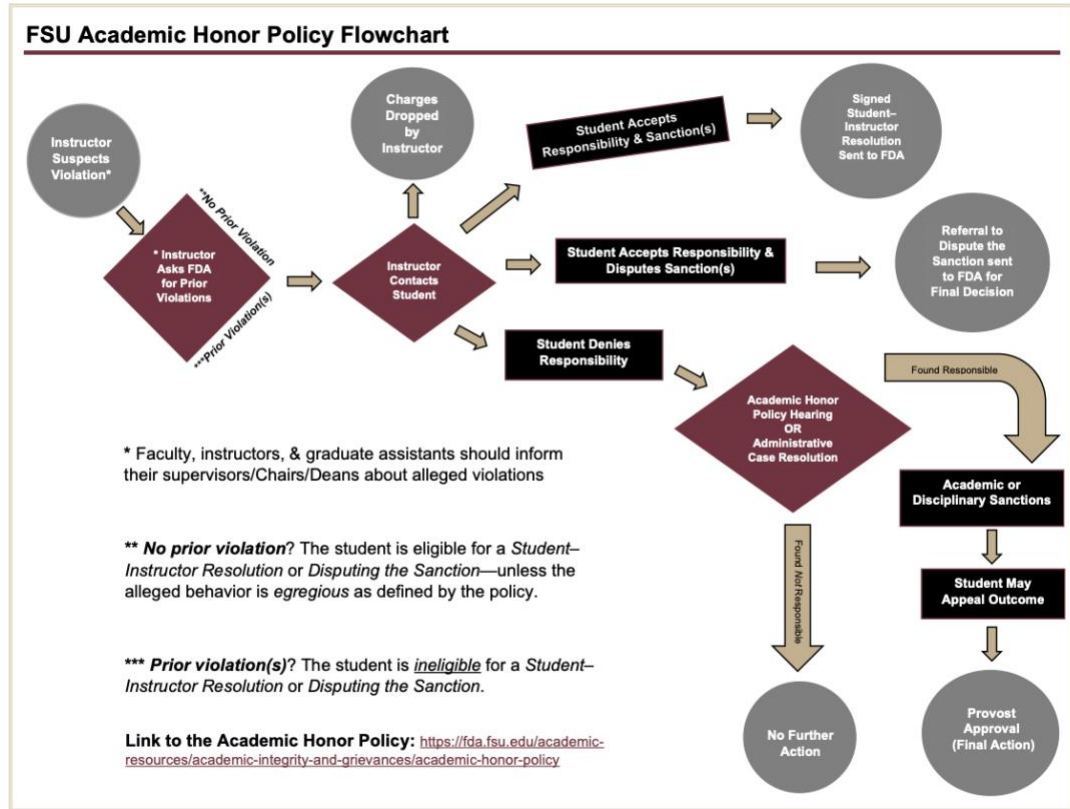 FSU Academic Honor Policy Flowchart
Instructor
Suspects
Violation*
* Instructor
Asks FDA
for Prior
Violations
**No Prior Violation
***Prior Violation(s)
Instructor
Contacts
Student
Charges
Dropped
by
Instructor
Student Accepts
Responsibility & Sanction(s)
Signed
Student–
Instructor
Resolution
Sent to FDA
Student Accepts Responsibility &
Disputes Sanction(s)
Referral to
Dispute the
Sanction sent
to FDA for
Final Decision
Student Denies
Responsibility
Academic Honor
Policy Hearing
OR
Administrative
Case Resolution
Found Responsible
Academic or
Disciplinary Sanctions
Student May
Appeal Outcome
Provost
Approval
(Final Action)
Found Not Responsible
No Further
Action
* Faculty, instructors, & graduate assistants should inform
their supervisors/Chairs/Deans about alleged violations
** No prior violation? The student is eligible for a Student–
Instructor Resolution or Disputing the Sanction—unless the
alleged behavior is egregious as defined by the policy.
*** Prior violation(s)? The student is ineligible for a Student–
Instructor Resolution or Disputing the Sanction.
Link to the Academic Honor Policy: https://fda.fsu.edu/academic-
resources/academic-integrity-and-grievances/academic-honor-policy